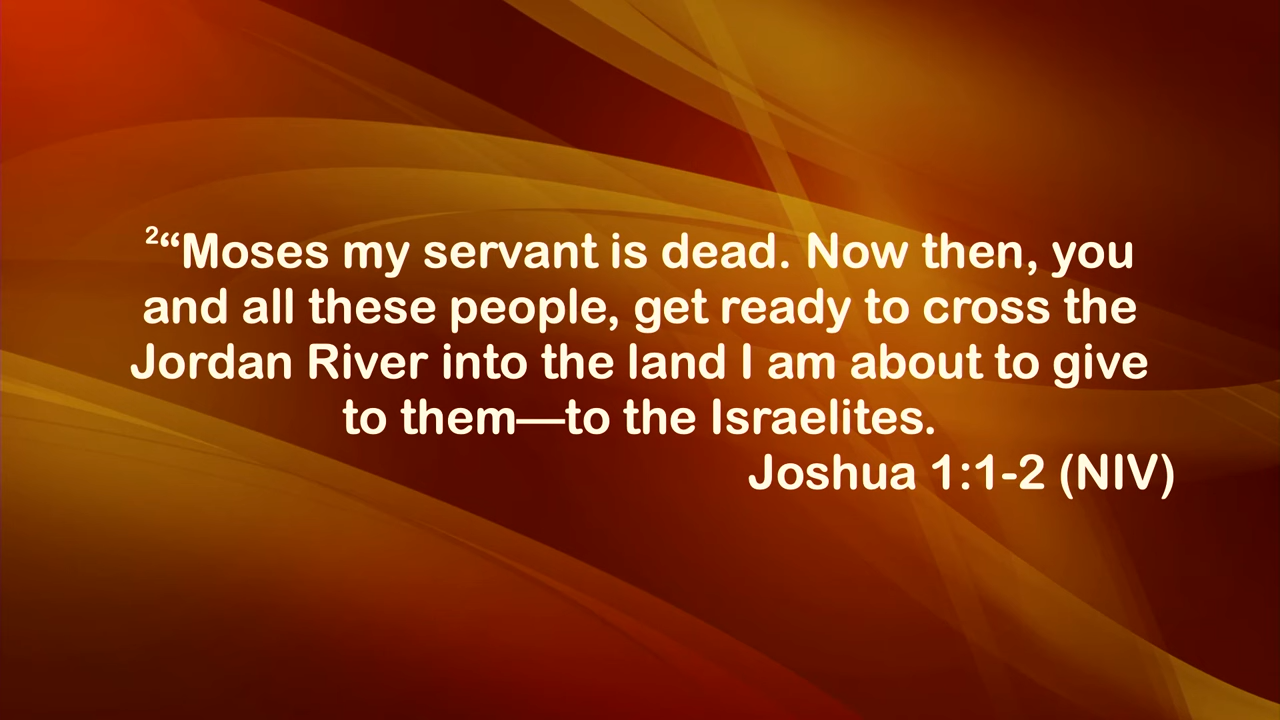 ²“Moses my servant is dead. Now then, you
and all these people, get ready to cross the
Jordan River into the land I am about to give
to them—to the Israelites.
Joshua 1:1-2 (NIV)